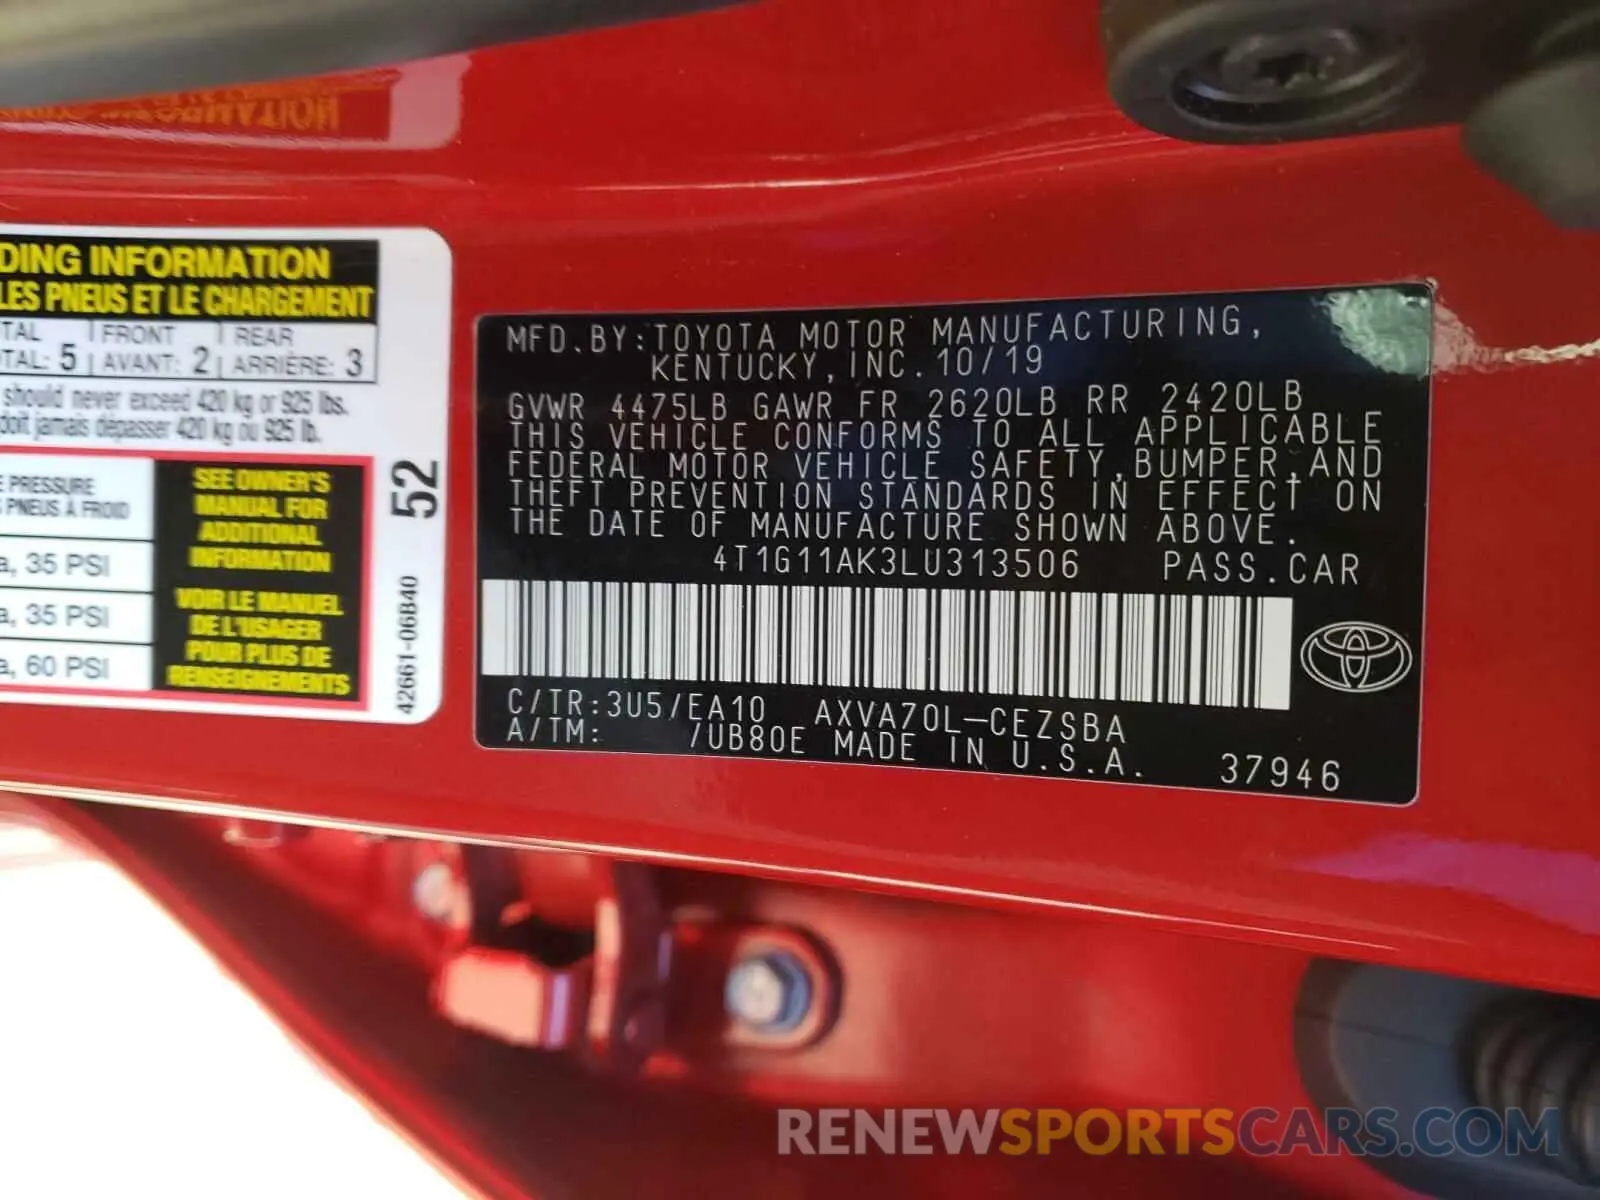 DING INFORMATION
LES PNEUS ET LE CHARGEMENT
TAL FRONT REAR
TAL: 5 AVANT: 2 ARRIÈRE: 3
should never exceed 420 kg or 925 lbs.
doit jamais dépasser 420 kg ou 925 lb.
PRESSURE
PNEUS À FROID
a, 35 PSI
a, 35 PSI
a, 60 PSI
SEE OWNER'S
MANUAL FOR
ADDITIONAL
INFORMATION
VOIR LE MANUEL
DE L'USAGER
POUR PLUS DE
RENSEIGNEMENTS
52
42661-06B40
MFD.BY:TOYOTA MOTOR MANUFACTURING,
KENTUCKY,INC.10/19
GVWR 4475LB GAWR FR 2620LB RR 2420LB
THIS VEHICLE CONFORMS TO ALL APPLICABLE
FEDERAL MOTOR VEHICLE SAFETY,BUMPER,AND
THEFT PREVENTION STANDARDS IN EFFECT ON
THE DATE OF MANUFACTURE SHOWN ABOVE.
4T1G11AK3LU313506 PASS.CAR
C/TR:3U5/EA10 AXVA70L-CEZSBA
A/TM: /UB80E MADE IN U.S.A.
37946
RENEWSPORTSCARS.COM